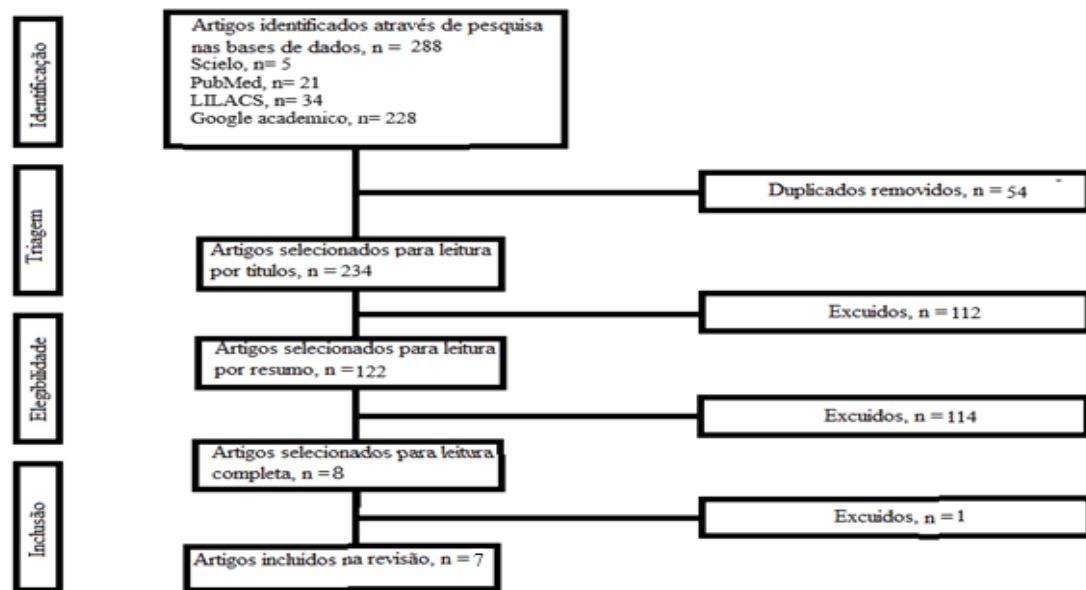 Identificação
Artigos identificados através de pesquisa
nas bases de dados, n = 288
Scielo, n= 5
PubMed, n= 21
LILACS, n= 34
Google academico, n= 228
Triagem
Duplicados removidos, n = 54
Artigos selecionados para leitura
por titulos, n = 234
Excuidos, n = 112
Elegibilidade
Artigos selecionados para leitura
por resumo, n =122
Excuidos, n = 114
Artigos selecionados para leitura
completa, n = 8
Inclusão
Excuidos, n = 1
Artigos incluidos na revisão, n = 7